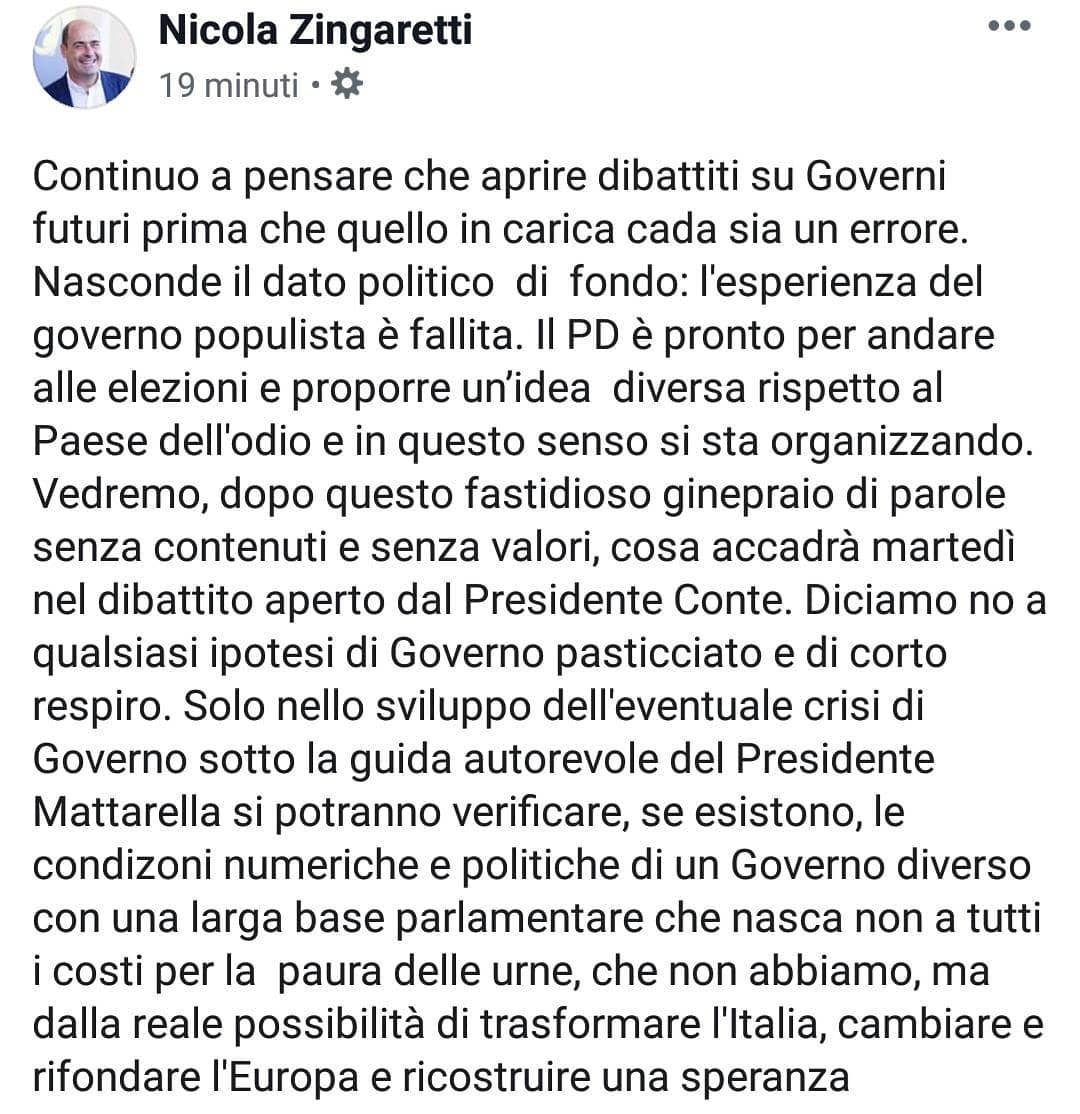 Nicola Zingaretti
19 minuti •
Continuo a pensare che aprire dibattiti su Governi
futuri prima che quello in carica cada sia un errore.
Nasconde il dato politico  di  fondo: l'esperienza del
governo populista è fallita. Il PD è pronto per andare
alle elezioni e proporre un’idea  diversa rispetto al
Paese dell'odio e in questo senso si sta organizzando.
Vedremo, dopo questo fastidioso ginepraio di parole
senza contenuti e senza valori, cosa accadrà martedì
nel dibattito aperto dal Presidente Conte. Diciamo no a
qualsiasi ipotesi di Governo pasticciato e di corto
respiro. Solo nello sviluppo dell'eventuale crisi di
Governo sotto la guida autorevole del Presidente
Mattarella si potranno verificare, se esistono, le
condizoni numeriche e politiche di un Governo diverso
con una larga base parlamentare che nasca non a tutti
i costi per la  paura delle urne, che non abbiamo, ma
dalla reale possibilità di trasformare l'Italia, cambiare e
rifondare l'Europa e ricostruire una speranza